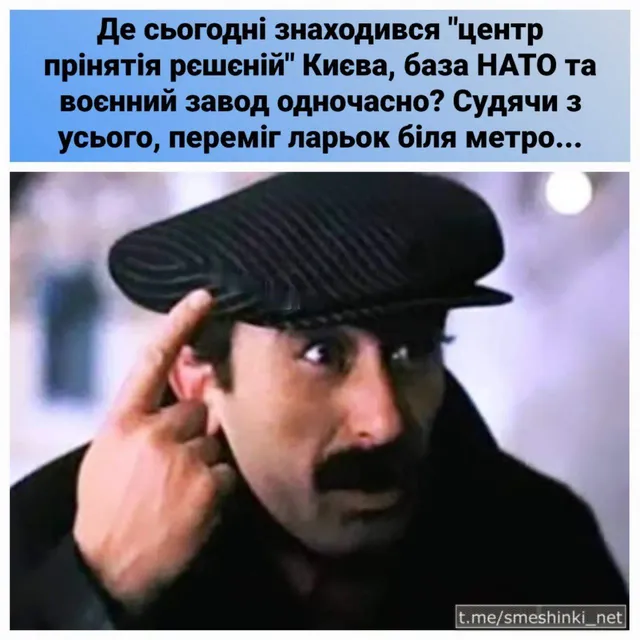 Де сьогодні знаходився "центр
прінятія рєшєній" Києва, база НАТО та
воєнний завод одночасно? Судячи з
усього, переміг ларьок біля метро...
t.me/smeshinki_net